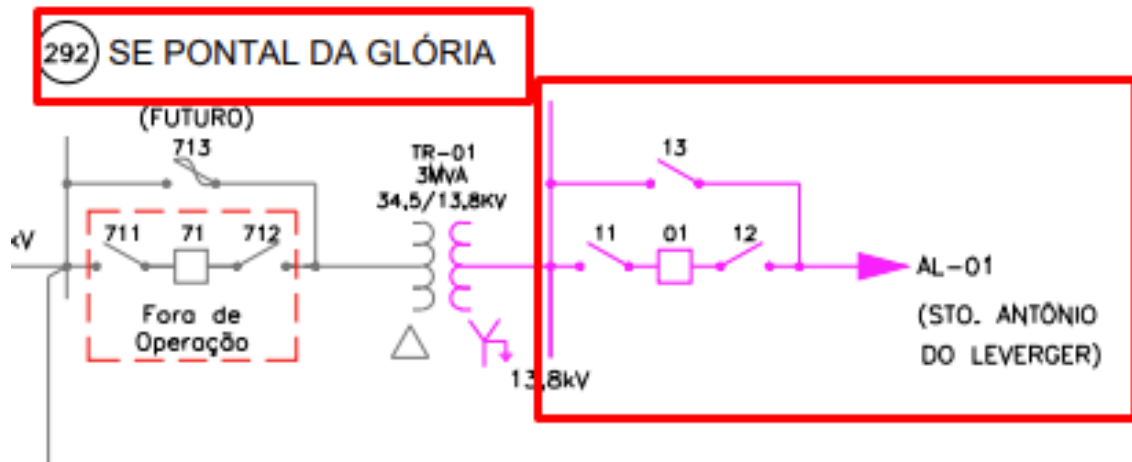 292 SE PONTAL DA GLÓRIA
(FUTURO)
713
TR-01
3MVA
34,5/13,8KV
13
kV
711 71 712
11 01 12
Fora de
Operação
AL-01
(STO. ANTÔNIO
DO LEVERGER)
13,8kV